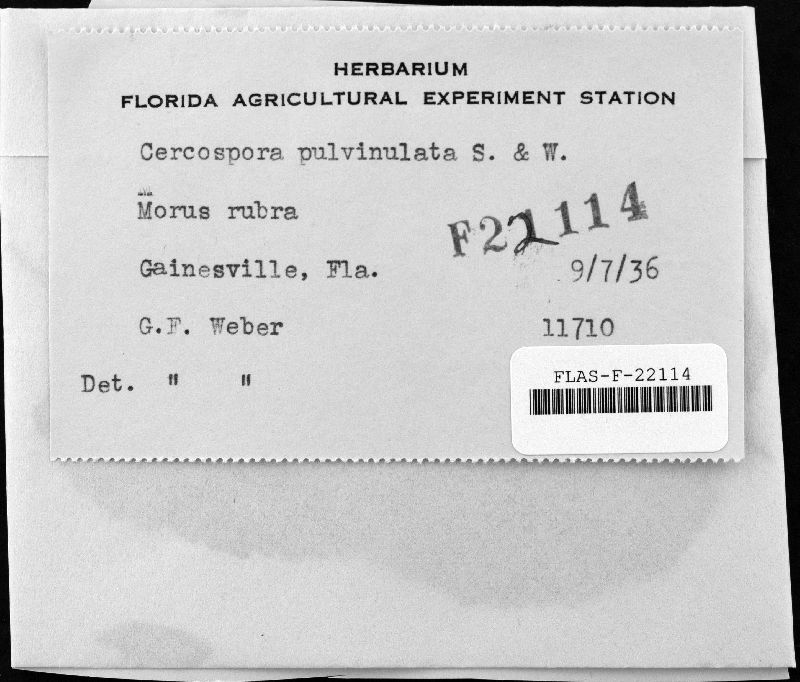 HERBARIUM
FLORIDA AGRICULTURAL EXPERIMENT STATION
Cercospora pulvinulata S. & W.
Morus rubra
F22114
Gainesville, Fla. 9/7/36
G.F. Weber 11710
Det. " "
FLAS-F-22114